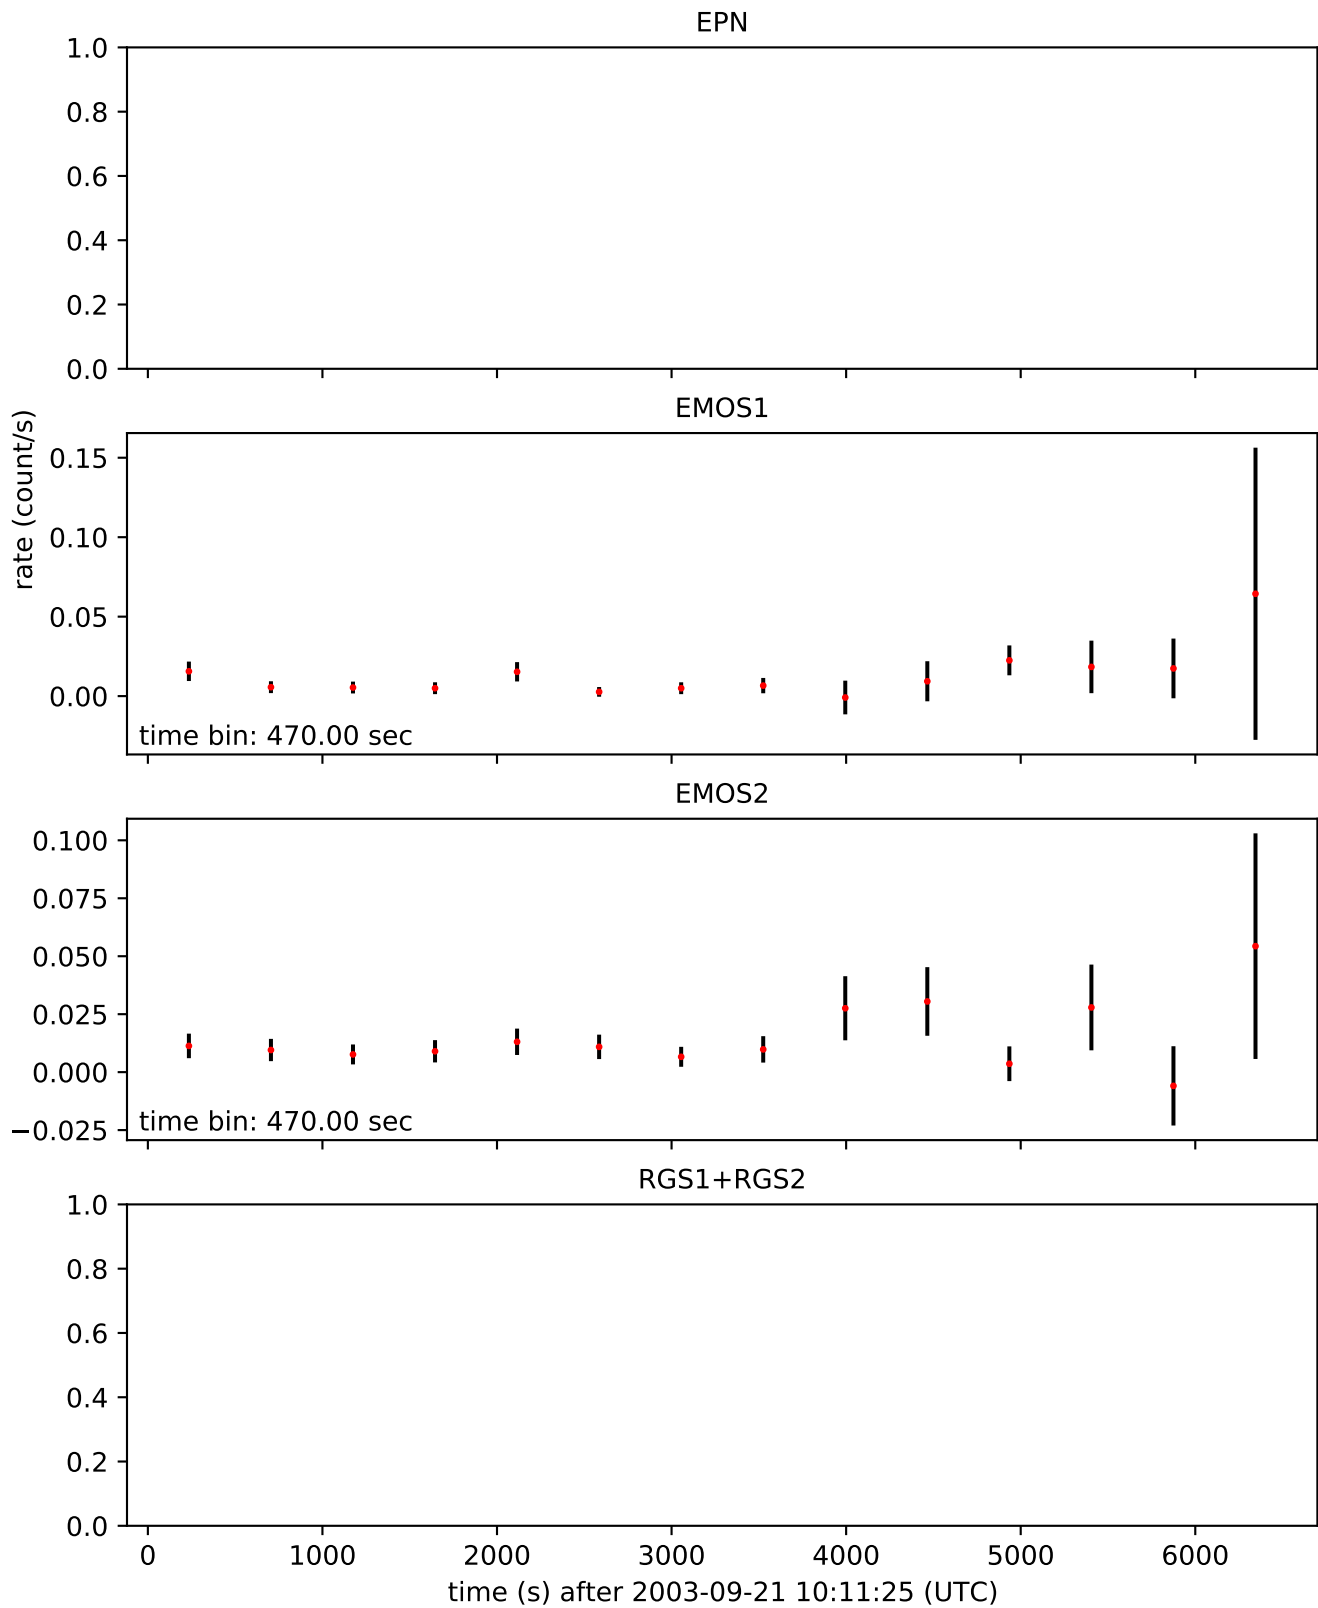 EPN
1.0
0.8
0.6
0.4
0.2
0.0
rate (count/s)
EMOS1
0.15
0.10
0.05
0.00
time bin: 470.00 sec
EMOS2
0.100
0.075
0.050
0.025
0.000
−0.025
time bin: 470.00 sec
RGS1+RGS2
1.0
0.8
0.6
0.4
0.2
0.0
0 1000 2000 3000 4000 5000 6000
time (s) after 2003-09-21 10:11:25 (UTC)